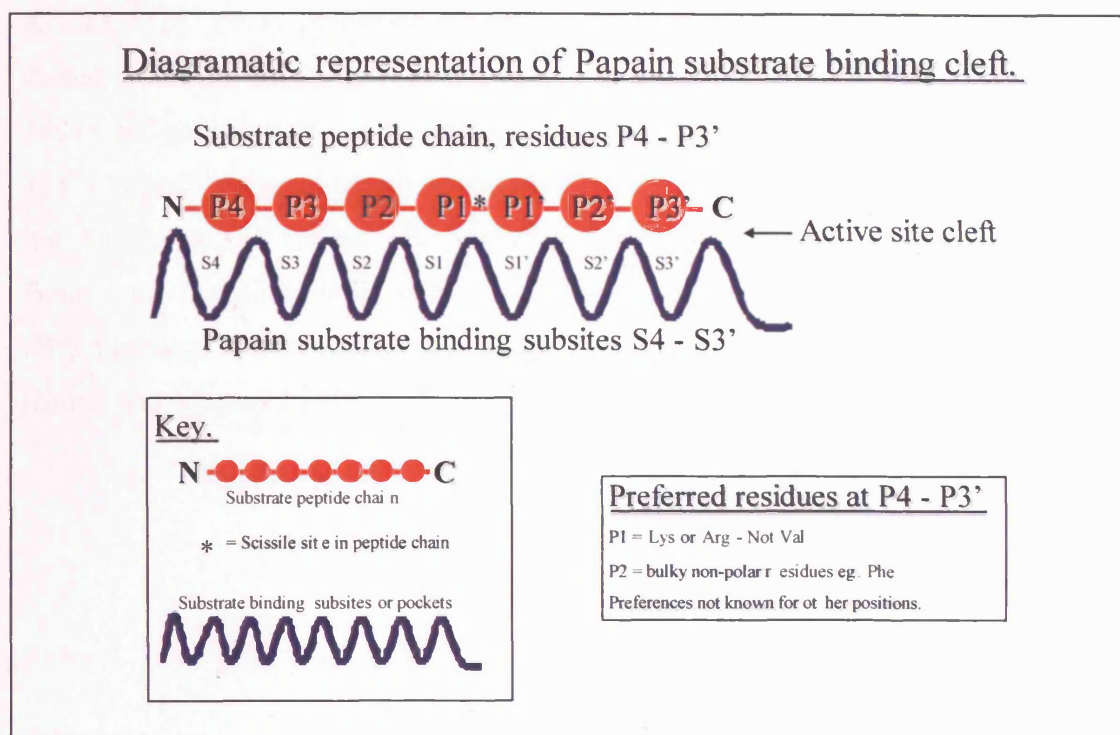 Diagramatic representation of Papain substrate binding cleft.
Substrate peptide chain, residues P4 - P3’
N P4 P3 P2 P1 * P1’ P2’ P3’ C
Active site cleft
S4 S3 S2 S1 S1’ S2’ S3’
Papain substrate binding subsites S4 - S3’
Key.
N C
Substrate peptide chai n
* = Scissile sit e in peptide chain
Substrate binding subsites or pockets
Preferred residues at P4 - P3’
P1 = Lys or Arg - Not Val
P2 = bulky non-polar r esidues eg. Phe
Preferences not known for ot her positions.